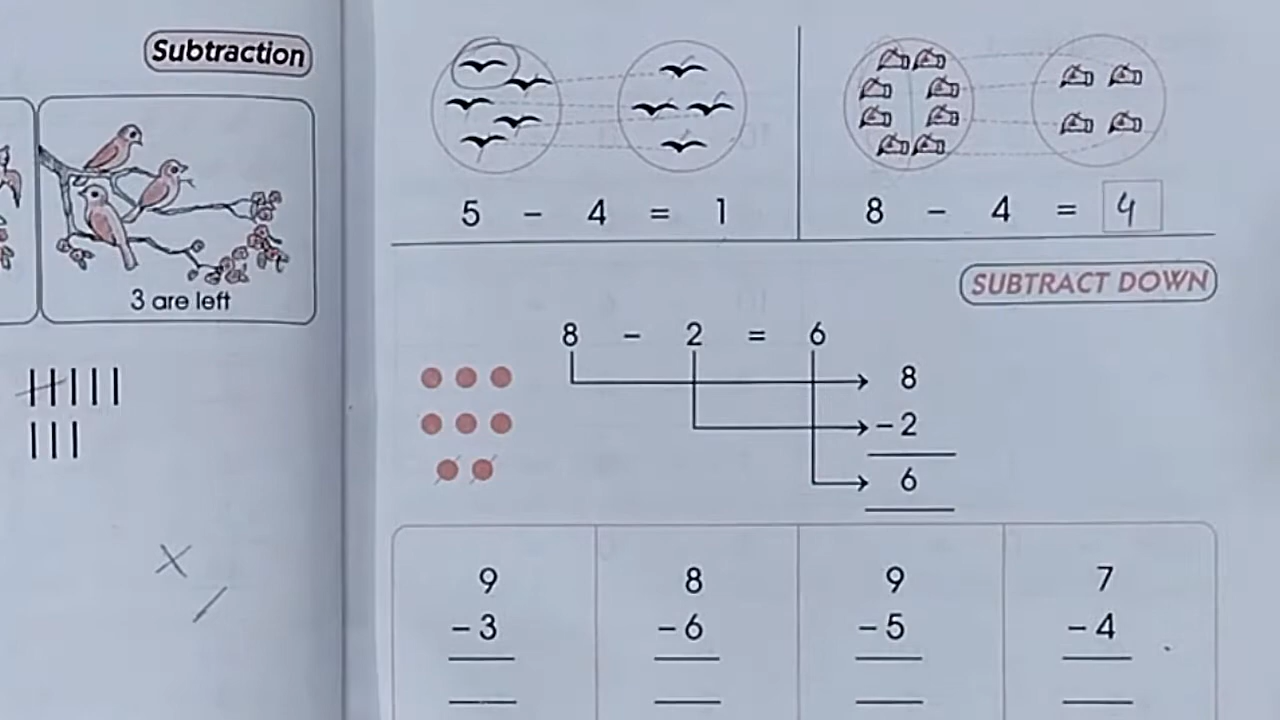 Subtraction
3 are left
5 - 4 = 1
8 - 4 = 4
SUBTRACT DOWN
8 - 2 = 6
8
- 2
6
9
- 3
8
- 6
9
- 5
7
- 4